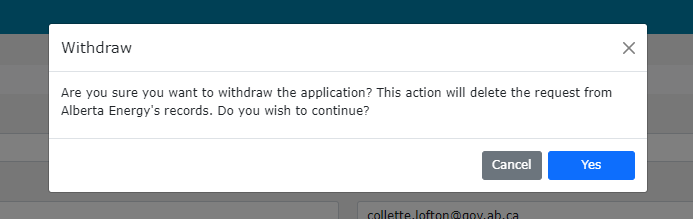 Withdraw
Are you sure you want to withdraw the application? This action will delete the request from
Alberta Energy's records. Do you wish to continue?
Cancel
Yes
collette.lofton@gov.ab.ca